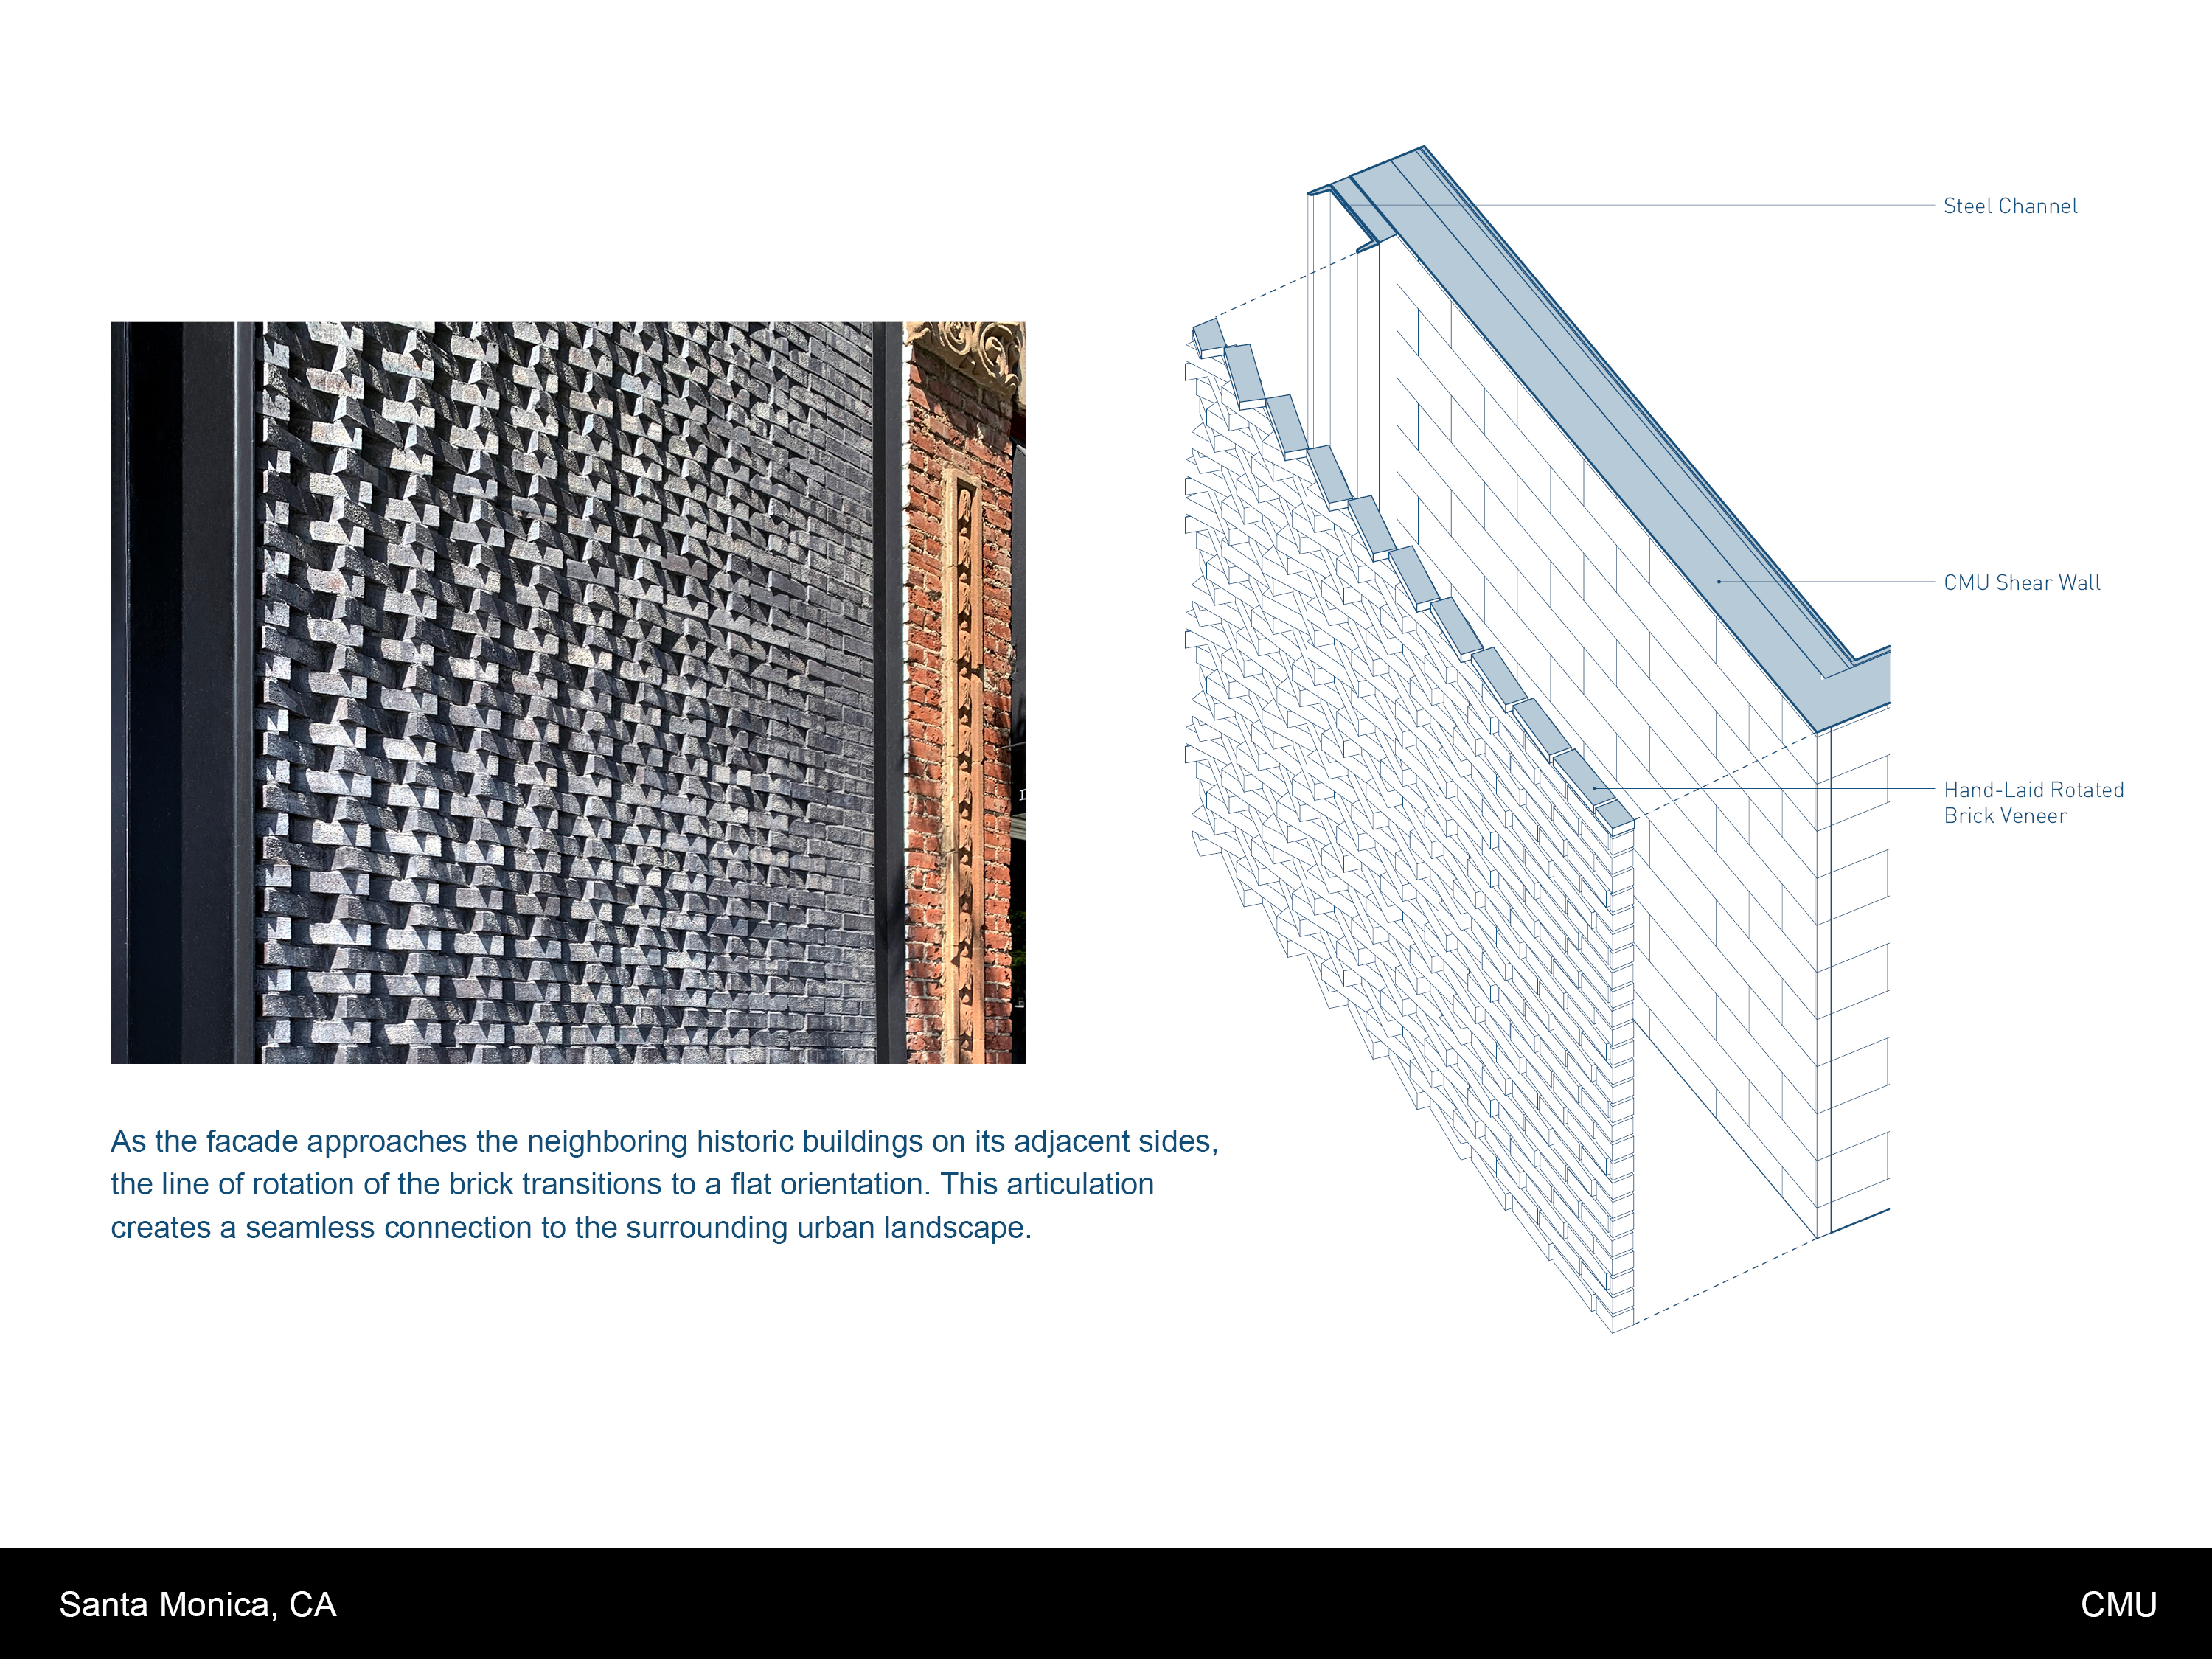 Steel Channel
CMU Shear Wall
Hand-Laid Rotated
Brick Veneer
As the facade approaches the neighboring historic buildings on its adjacent sides,
the line of rotation of the brick transitions to a flat orientation. This articulation
creates a seamless connection to the surrounding urban landscape.
Santa Monica, CA
CMU